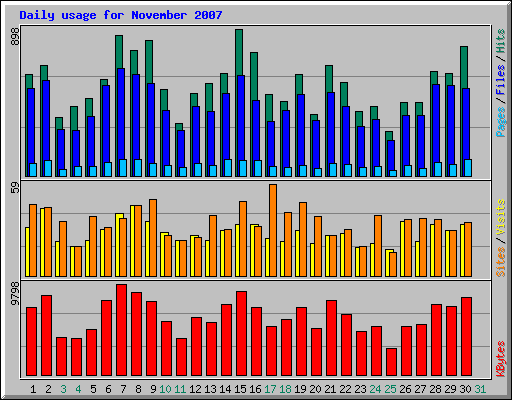 Daily usage for November 2007
898
Pages / Files / Hits
59
Sites / Visits
9798
KBytes
1 2 3 4 5 6 7 8 9 10 11 12 13 14 15 16 17 18 19 20 21 22 23 24 25 26 27 28 29 30 31